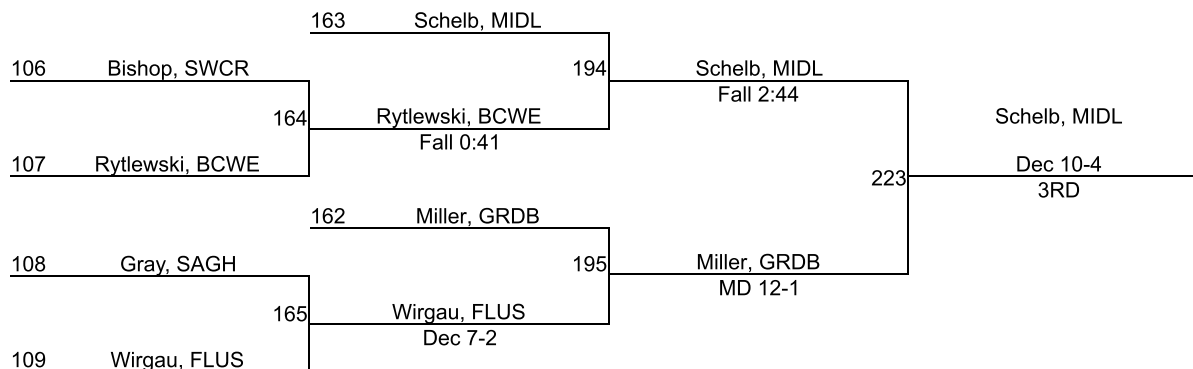 163 Schelb, MIDL
106 Bishop, SWCR
194 Schelb, MIDL
Fall 2:44
164 Rytlewski, BCWE
Fall 0:41
Schelb, MIDL
107 Rytlewski, BCWE
Dec 10-4
223
3RD
162 Miller, GRDB
108 Gray, SAGH
195 Miller, GRDB
MD 12-1
165 Wirgau, FLUS
Dec 7-2
109 Wirgau, FLUS